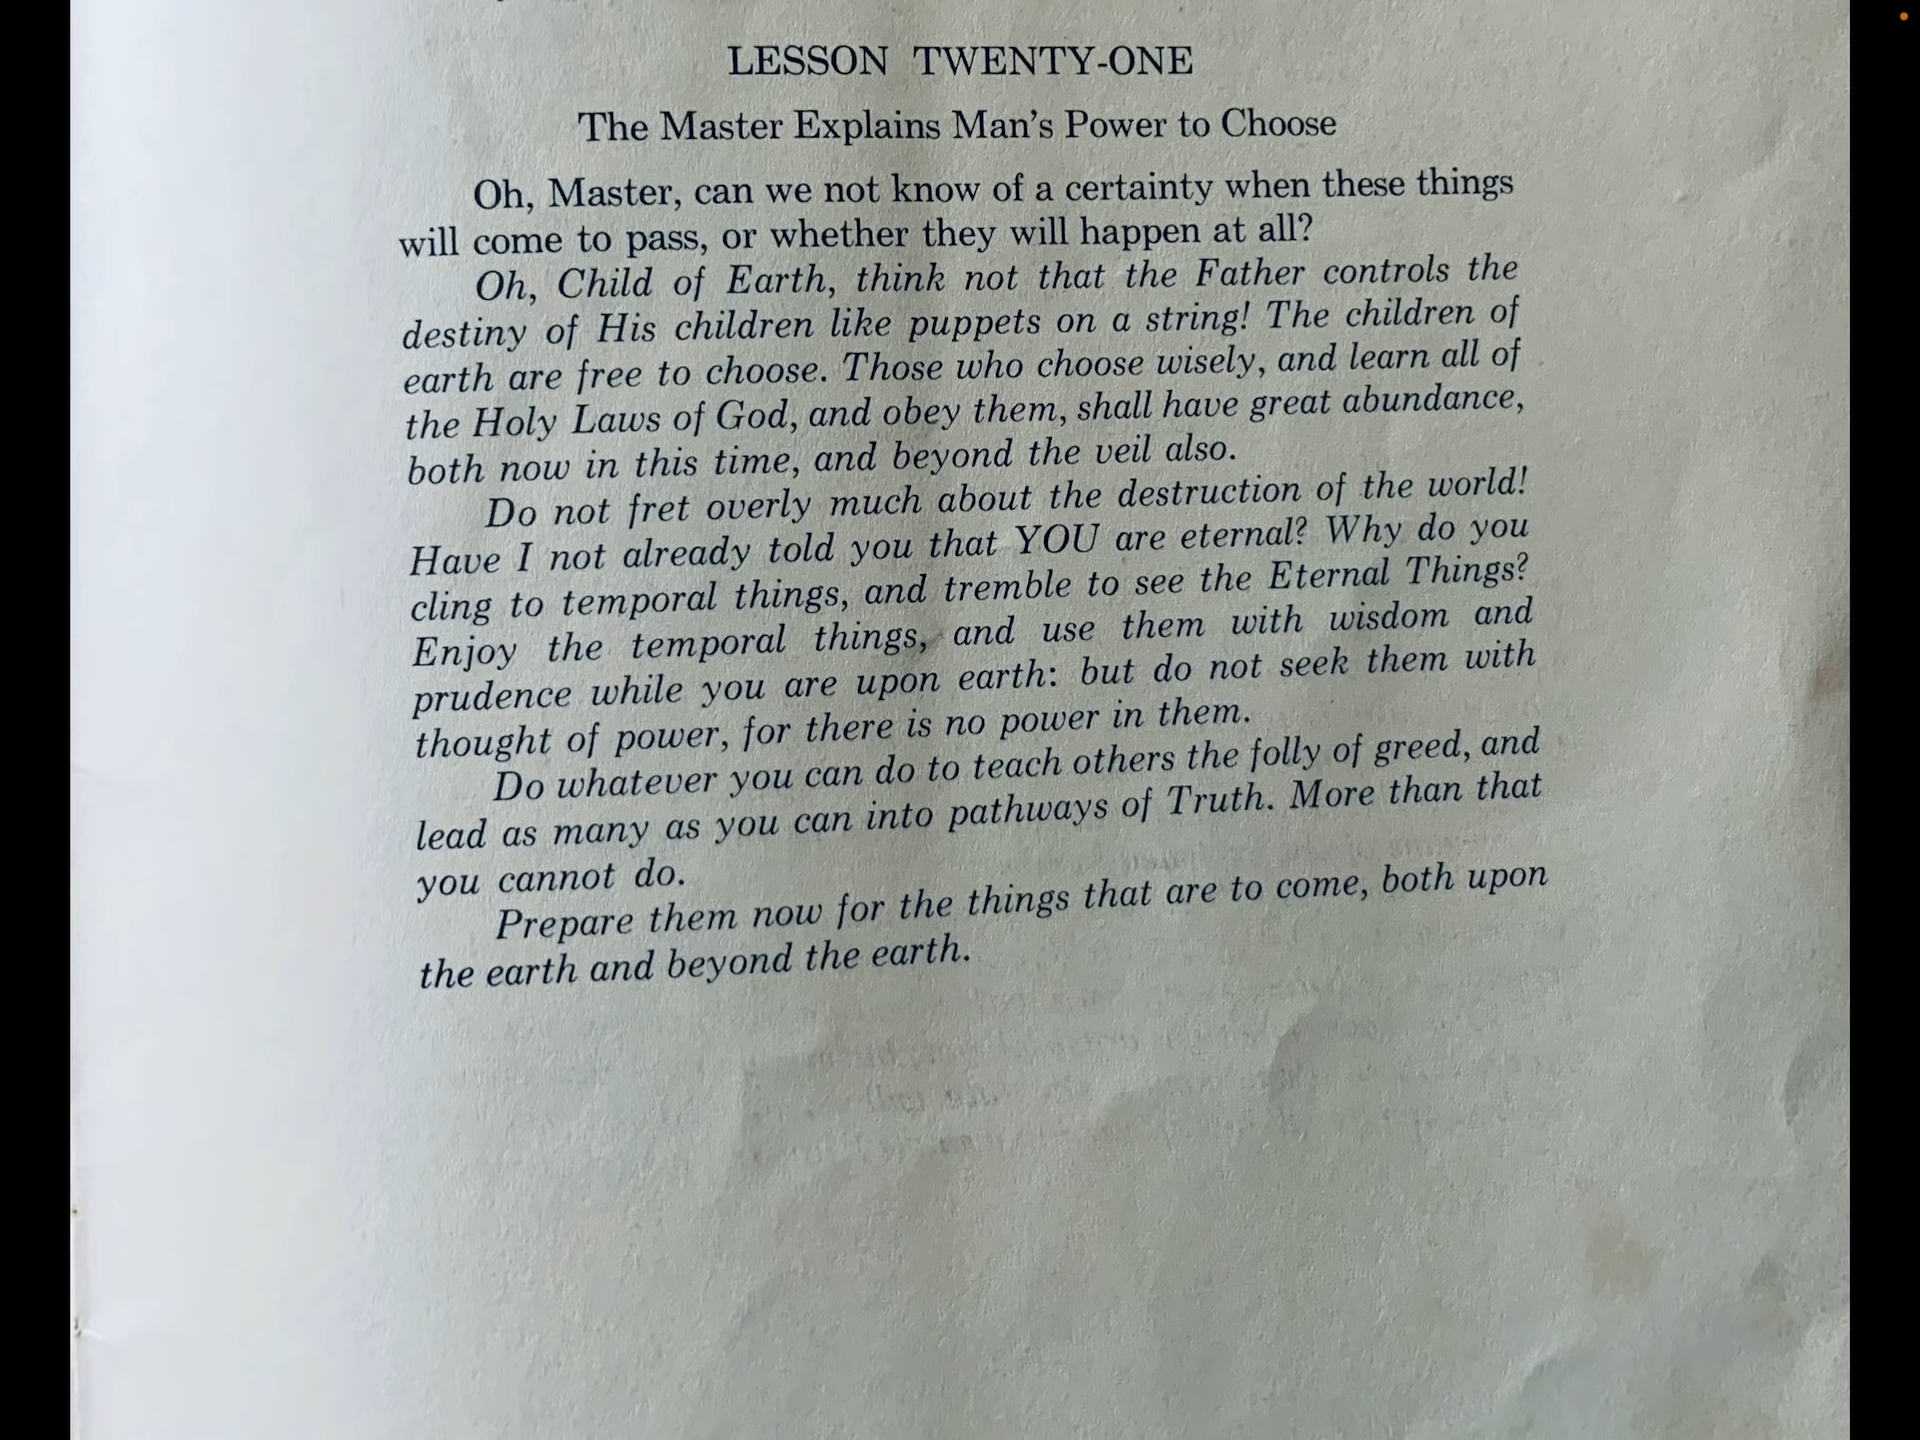 LESSON TWENTY-ONE
The Master Explains Man's Power to Choose
Oh, Master, can we not know of a certainty when these things
will come to pass, or whether they will happen at all?
Oh, Child of Earth, think not that the Father controls the
destiny of His children like puppets on a string! The children of
earth are free to choose. Those who choose wisely, and learn all of
the Holy Laws of God, and obey them, shall have great abundance,
both now in this time, and beyond the veil also.
Do not fret overly much about the destruction of the world!
Have I not already told you that YOU are eternal? Why do you
cling to temporal things, and tremble to see the Eternal Things?
Enjoy the temporal things, and use them with wisdom and
prudence while you are upon earth: but do not seek them with
thought of power, for there is no power in them.
Do whatever you can do to teach others the folly of greed, and
lead as many as you can into pathways of Truth. More than that
you cannot do.
Prepare them now for the things that are to come, both upon
the earth and beyond the earth.